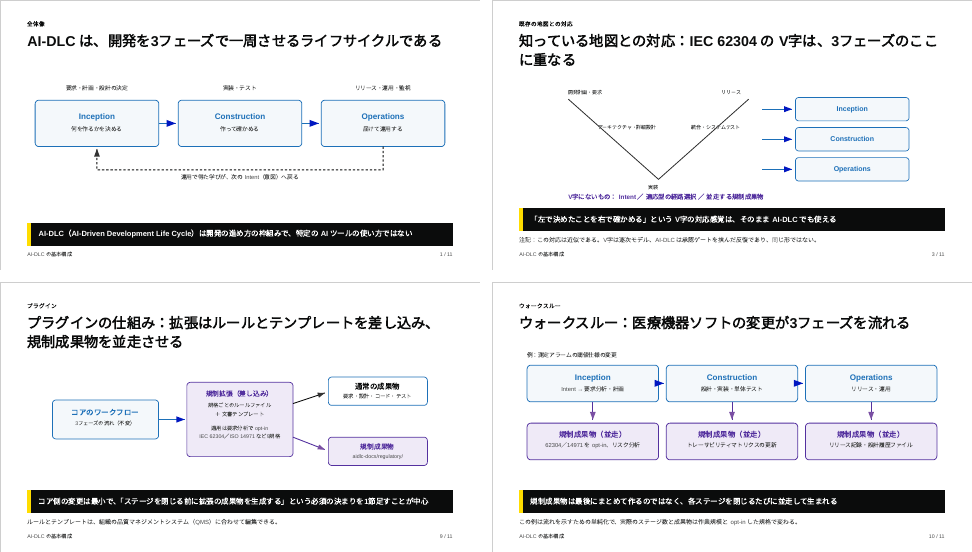 全体像
AI-DLC は、開発を3フェーズで一周させるライフサイクルである
要求・計画・設計の決定
実装・テスト
リリース・運用・監視
Inception
何を作るかを決める
Construction
作って確かめる
Operations
届けて運用する
運用で得た学びが、次の Intent（意図）へ戻る
AI-DLC（AI-Driven Development Life Cycle）は開発の進め方の枠組みで、特定の AI ツールの使い方ではない
AI-DLC の基本構成
1 / 11
既存の地図との対応
知っている地図との対応：IEC 62304 の V字は、3フェーズのここ
に重なる
開発計画・要求
リリース
アーキテクチャ・詳細設計
統合・システムテスト
実装
Inception
Construction
Operations
V字にないもの： Intent ／ 適応型の経路選択 ／ 並走する規制成果物
「左で決めたことを右で確かめる」という V字の対応感覚は、そのまま AI-DLC でも使える
注記：この対応は近似である。V字は逐次モデル、AI-DLC は承認ゲートを挟んだ反復であり、同じ形ではない。
AI-DLC の基本構成
3 / 11
プラグイン
プラグインの仕組み：拡張はルールとテンプレートを差し込み、
規制成果物を並走させる
コアのワークフロー
3フェーズの流れ（不変）
規制拡張（差し込み）
規格ごとのルールファイル
+ 文書テンプレート
適用は要求分析で opt-in
IEC 62304／ISO 14971 など8規格
通常の成果物
要求・設計・コード・テスト
規制成果物
aidlc-docs/regulatory/
コア側の変更は最小で、「ステージを閉じる前に拡張の成果物を生成する」という必須の決まりを1節足すことが中心
ルールとテンプレートは、組織の品質マネジメントシステム（QMS）に合わせて編集できる。
AI-DLC の基本構成
9 / 11
ウォークスルー
ウォークスルー：医療機器ソフトの変更が3フェーズを流れる
例：測定アラームの閾値仕様の変更
Inception
Intent → 要求分析・計画
Construction
設計・実装・単体テスト
Operations
リリース・運用
規制成果物（並走）
62304／14971 を opt-in、リスク分析
規制成果物（並走）
トレーサビリティマトリクスの更新
規制成果物（並走）
リリース記録・設計履歴ファイル
規制成果物は最後にまとめて作るのではなく、各ステージを閉じるたびに並走して生まれる
この例は流れを示すための単純化で、実際のステージ数と成果物は作業規模と opt-in した規格で変わる。
AI-DLC の基本構成
10 / 11